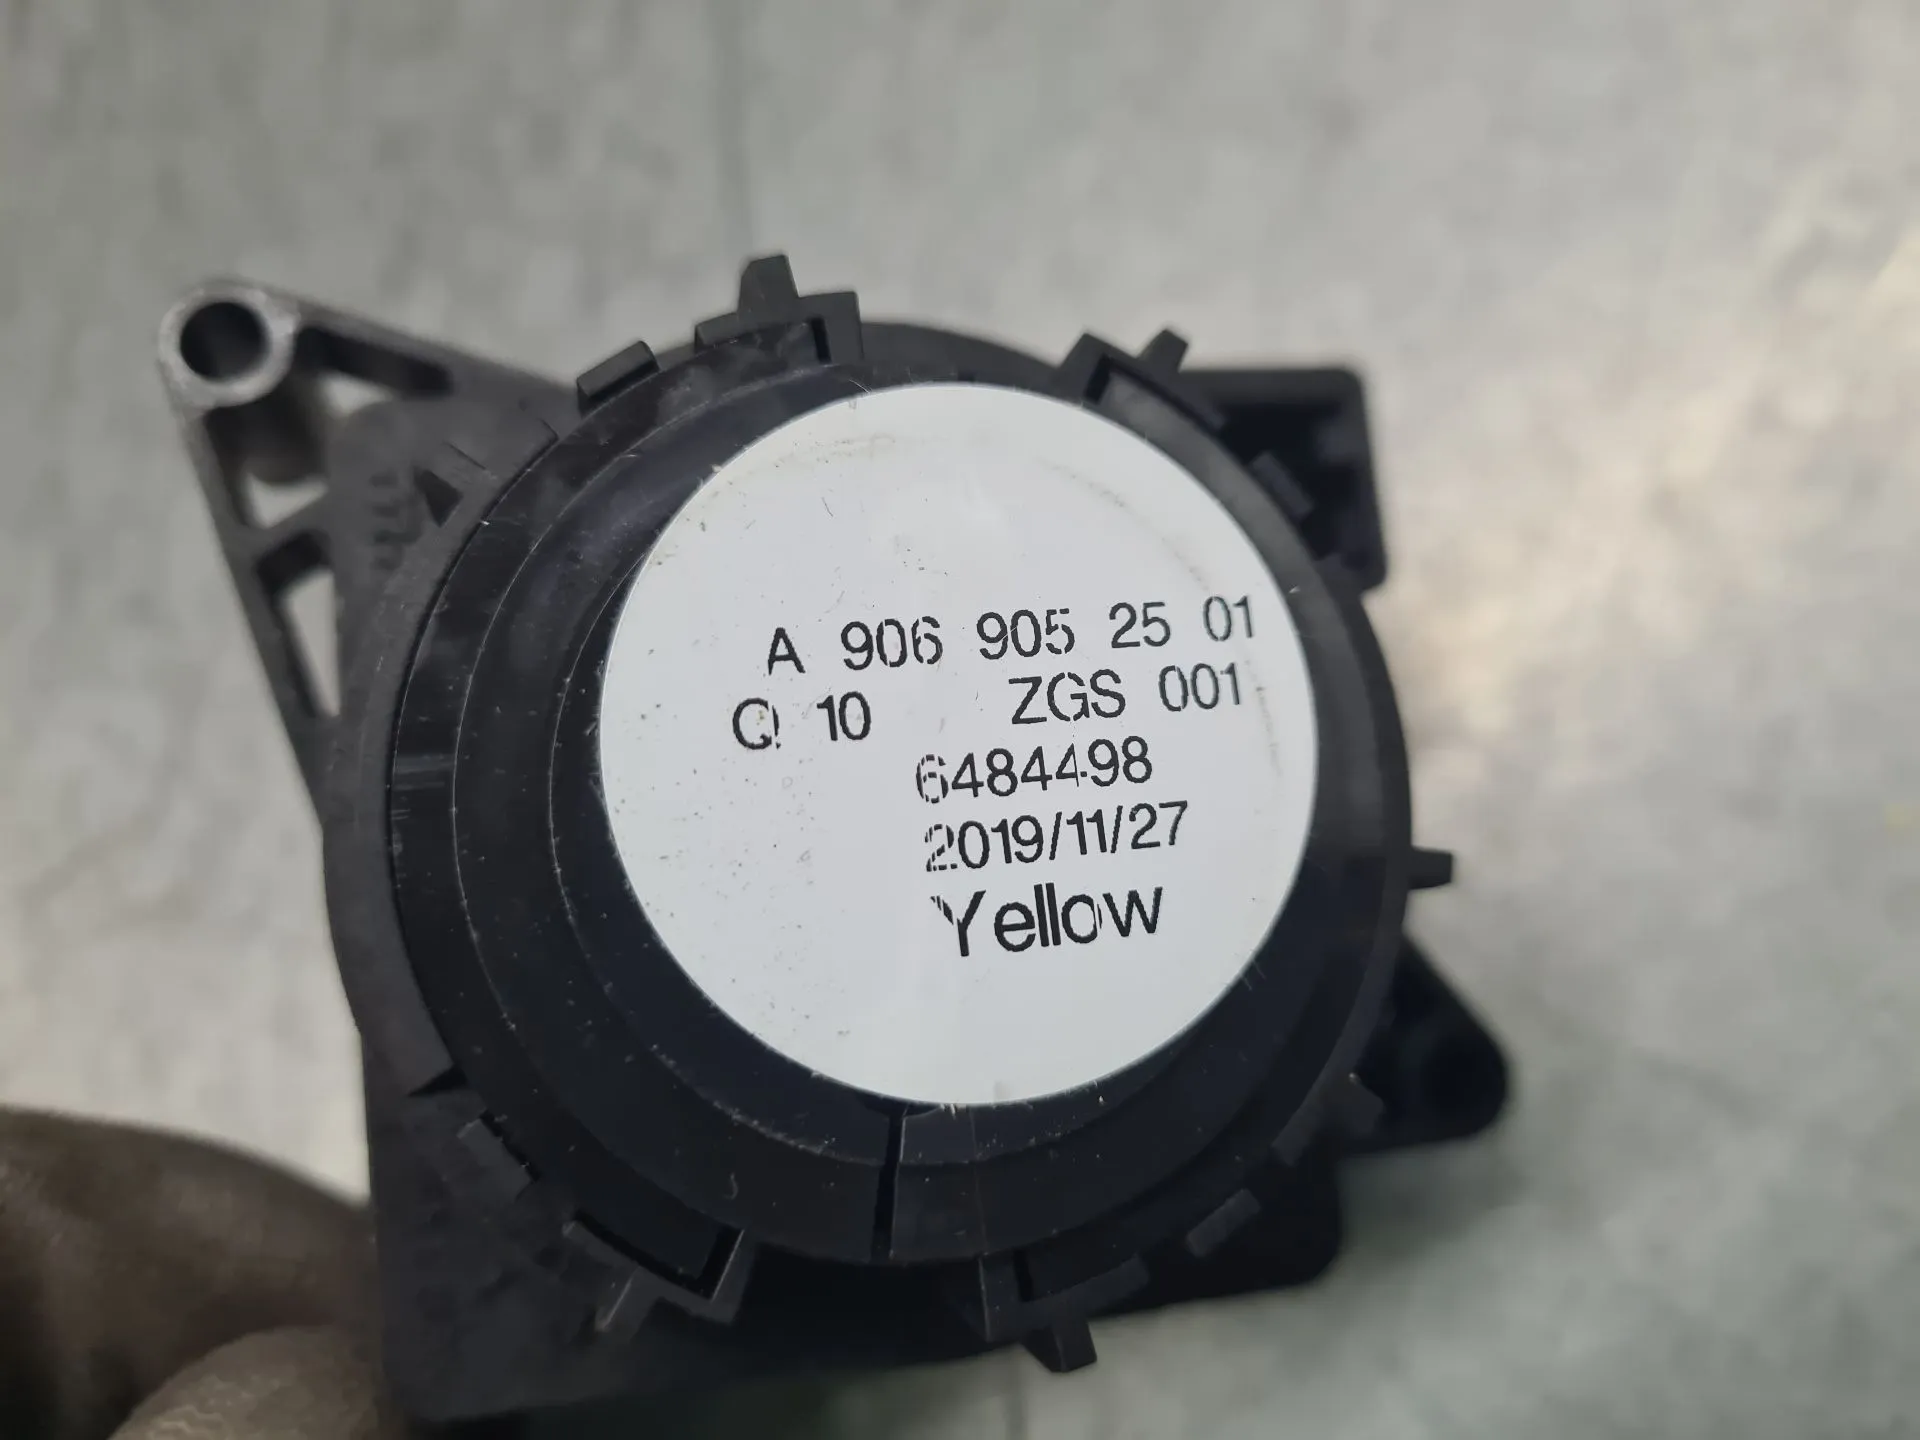 A 906 905 25 01
Q 10 ZGS 001
6484498
2019/11/27
Yellow